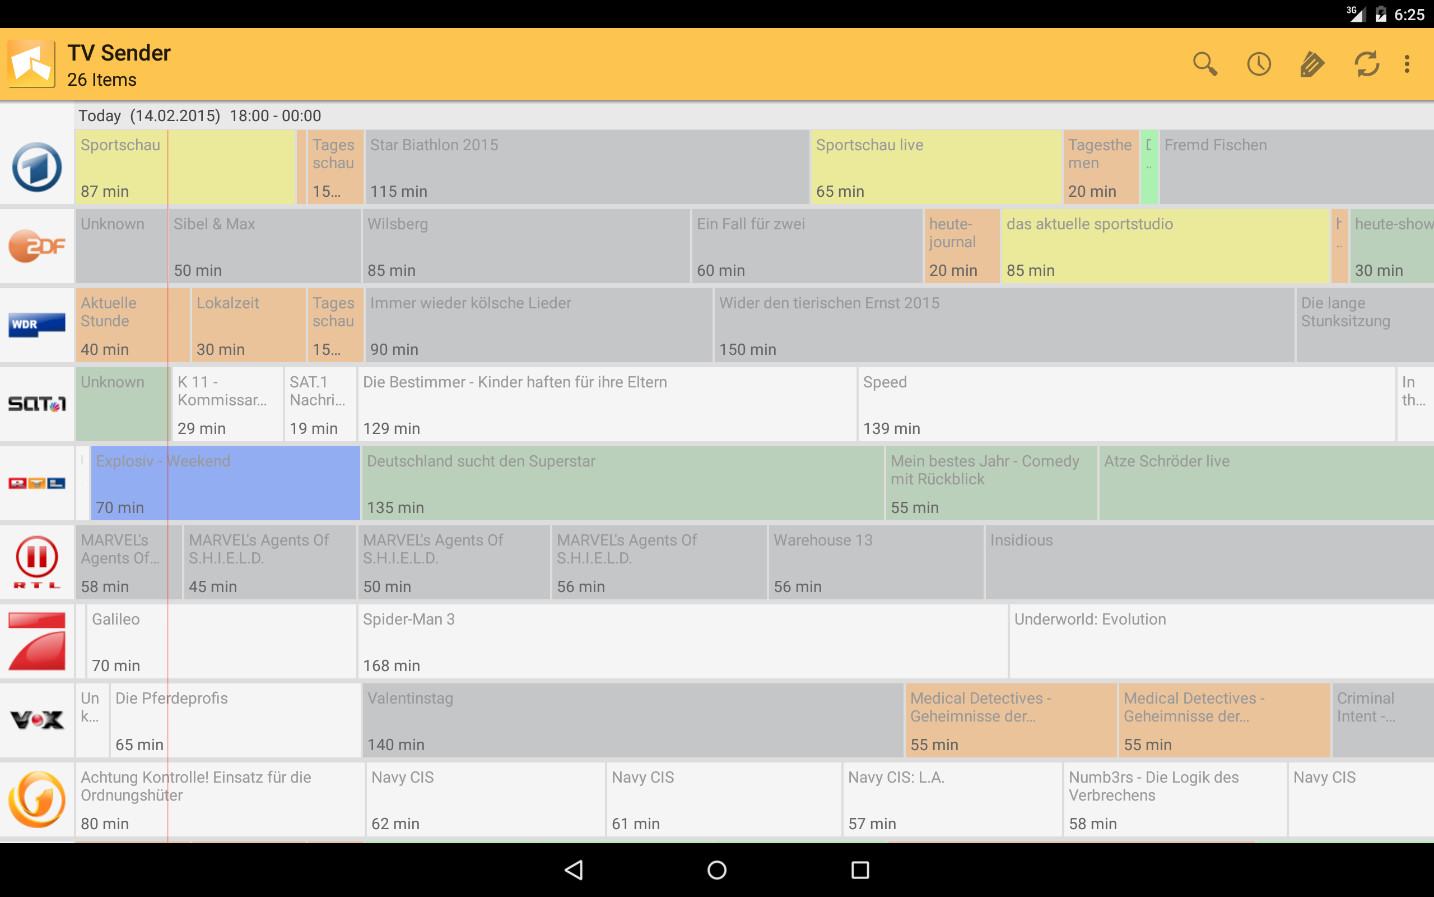 3G
6:25
TV Sender
26 Items
Today (14.02.2015) 18:00 - 00:00
Sportschau
87 min
Tages
schau
15...
Star Biathlon 2015
115 min
Sportschau live
65 min
Tagesthe
men
20 min
Fremd Fischen
ZDF
Unknown
Sibel & Max
50 min
Wilsberg
85 min
Ein Fall für zwei
60 min
heute-
journal
20 min
das aktuelle sportstudio
85 min
heute-show
30 min
WDR
Aktuelle
Stunde
40 min
Lokalzeit
30 min
Tages
schau
15...
Immer wieder kölsche Lieder
90 min
Wider den tierischen Ernst 2015
150 min
Die lange
Stunksitzung
SAT.1
Unknown
K 11 -
Kommissar...
29 min
SAT.1
Nachri...
19 min
Die Bestimmer - Kinder haften für ihre Eltern
129 min
Speed
139 min
In
th...
RTL
Explosiv - Weekend
70 min
Deutschland sucht den Superstar
135 min
Mein bestes Jahr - Comedy
mit Rückblick
55 min
Atze Schröder live
RTL
MARVEL's
Agents Of...
58 min
MARVEL's Agents Of
S.H.I.E.L.D.
45 min
MARVEL's Agents Of
S.H.I.E.L.D.
50 min
MARVEL's Agents Of
S.H.I.E.L.D.
56 min
Warehouse 13
56 min
Insidious
Galileo
70 min
Spider-Man 3
168 min
Underworld: Evolution
VOX
Un
k...
Die Pferdeprofis
65 min
Valentinstag
140 min
Medical Detectives -
Geheimnisse der...
55 min
Medical Detectives -
Geheimnisse der...
55 min
Criminal
Intent -...
Achtung Kontrolle! Einsatz für die
Ordnungshüter
80 min
Navy CIS
62 min
Navy CIS
61 min
Navy CIS: L.A.
57 min
Numb3rs - Die Logik des
Verbrechens
58 min
Navy CIS